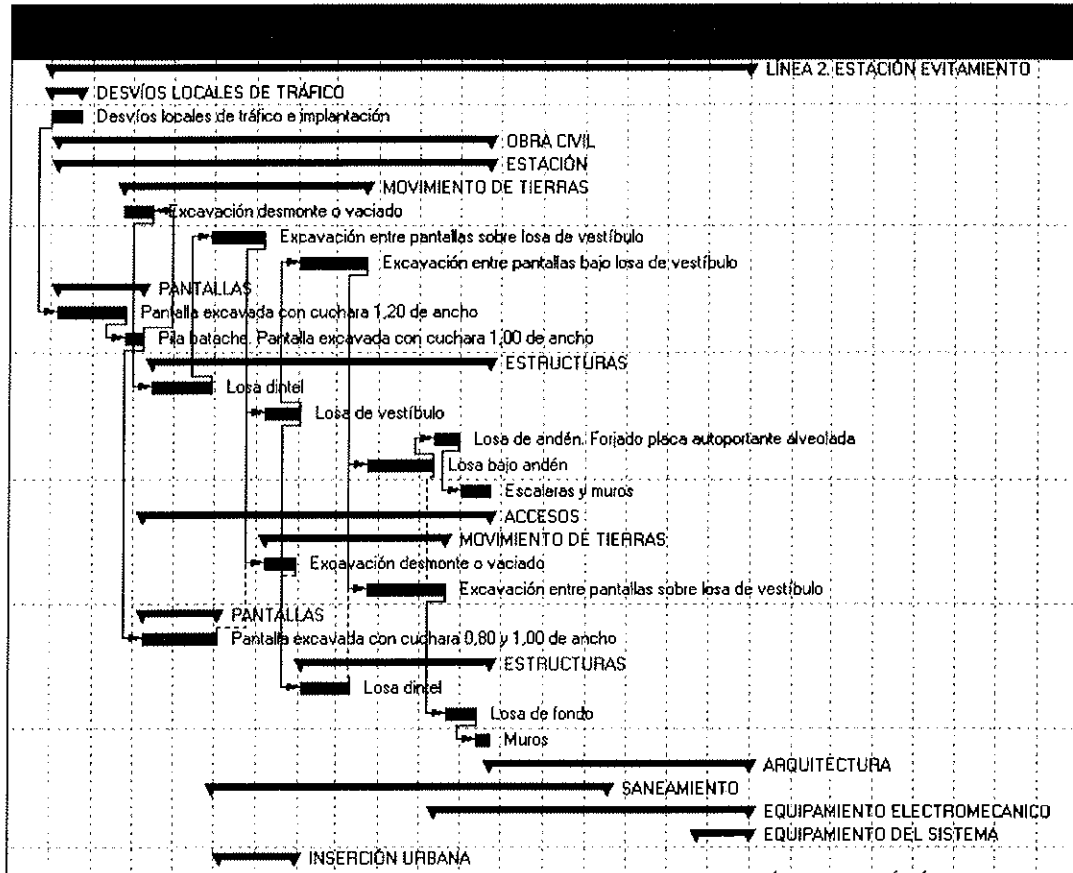 LÍNEA 2. ESTACIÓN EVITAMIENTO
DESVÍOS LOCALES DE TRÁFICO
Desvíos locales de tráfico e implantación
OBRA CIVIL
ESTACIÓN
MOVIMIENTO DE TIERRAS
Excavación desmonte o vaciado
Excavación entre pantallas sobre losa de vestíbulo
Excavación entre pantallas bajo losa de vestíbulo
PANTALLAS
Pantalla excavada con cuchara 1,20 de ancho
Pila batache. Pantalla excavada con cuchara 1,00 de ancho
ESTRUCTURAS
Losa dintel
Losa de vestíbulo
Losa de andén. Forjado placa autoportante alveolada
Losa bajo andén
Escaleras y muros
ACCESOS
MOVIMIENTO DE TIERRAS
Excavación desmonte o vaciado
Excavación entre pantallas sobre losa de vestíbulo
PANTALLAS
Pantalla excavada con cuchara 0,80 y 1,00 de ancho
ESTRUCTURAS
Losa dintel
Losa de fondo
Muros
ARQUITECTURA
SANEAMIENTO
EQUIPAMIENTO ELECTROMECANICO
EQUIPAMIENTO DEL SISTEMA
INSERCIÓN URBANA